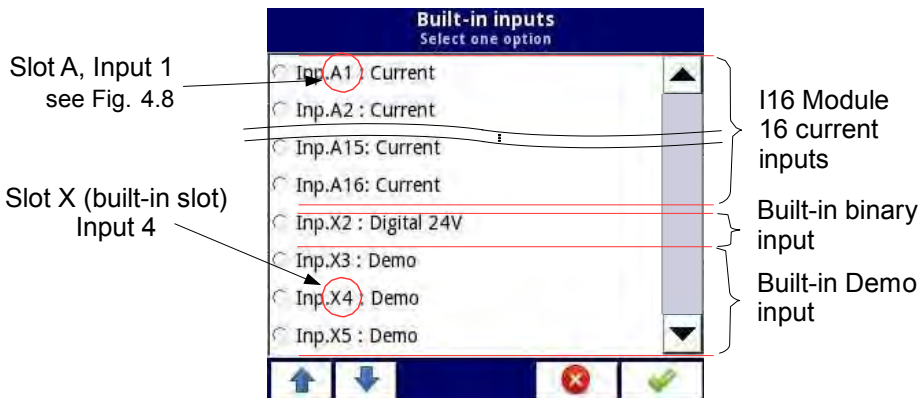 Built-in inputs
Select one option
Slot A, Input 1
see Fig. 4.8
Inp.A1 : Current
Inp.A2 : Current
Inp.A15: Current
Inp.A16: Current
I16 Module
16 current
inputs
Slot X (built-in slot)
Input 4
Inp.X2 : Digital 24V
Built-in binary
input
Inp.X3 : Demo
Inp.X4 : Demo
Inp.X5 : Demo
Built-in Demo
input